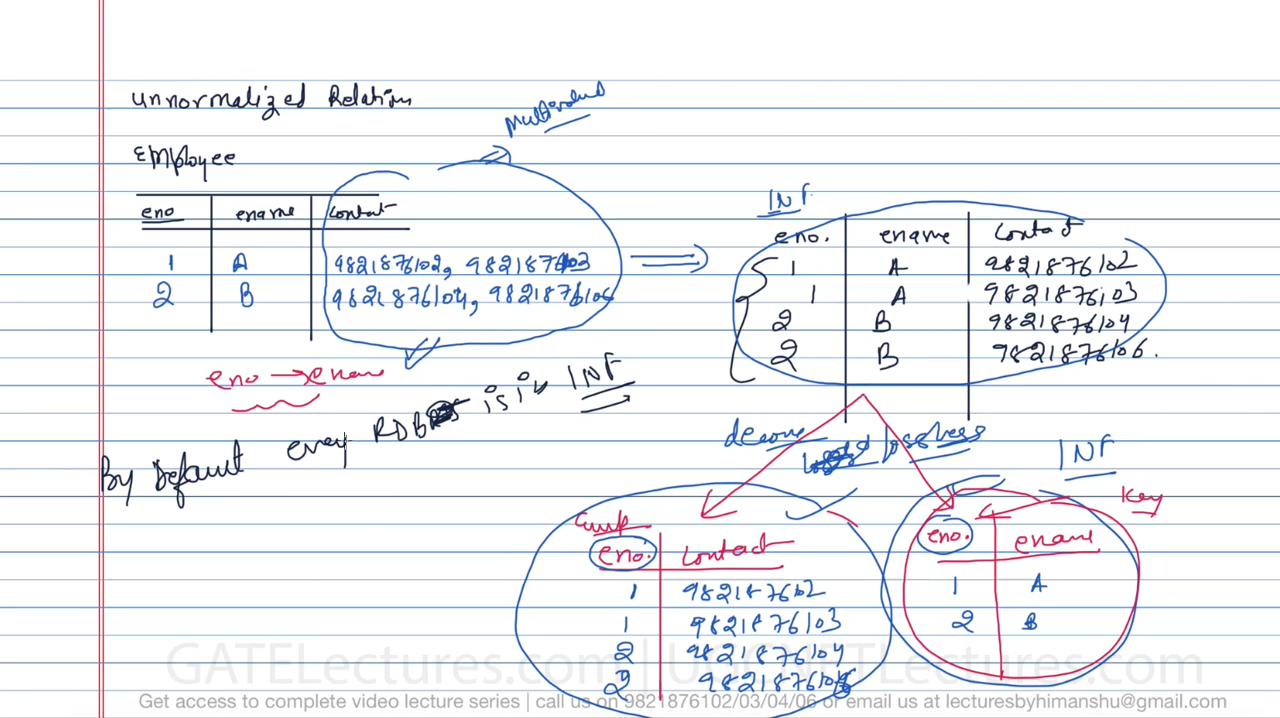 Unnormalized Relation
Employee
multivalued
eno ename contact
1 A 9821876102, 9821876103
2 B 9821876104, 9821876106
eno → ename
By Default every RDB is in 1NF
1NF
eno. ename contact
1 A 9821876102
1 A 9821876103
2 B 9821876104
2 B 9821876106.
lossless
1NF
Key
eno. contact
1 9821876102
1 9821876103
2 9821876104
2
eno. ename
1 A
2 B
GATELectures.com | UGCNETLectures.com
Get access to complete video lecture series | call us on 9821876102/03/04/06 or email us at lecturesbyhimanshu@gmail.com